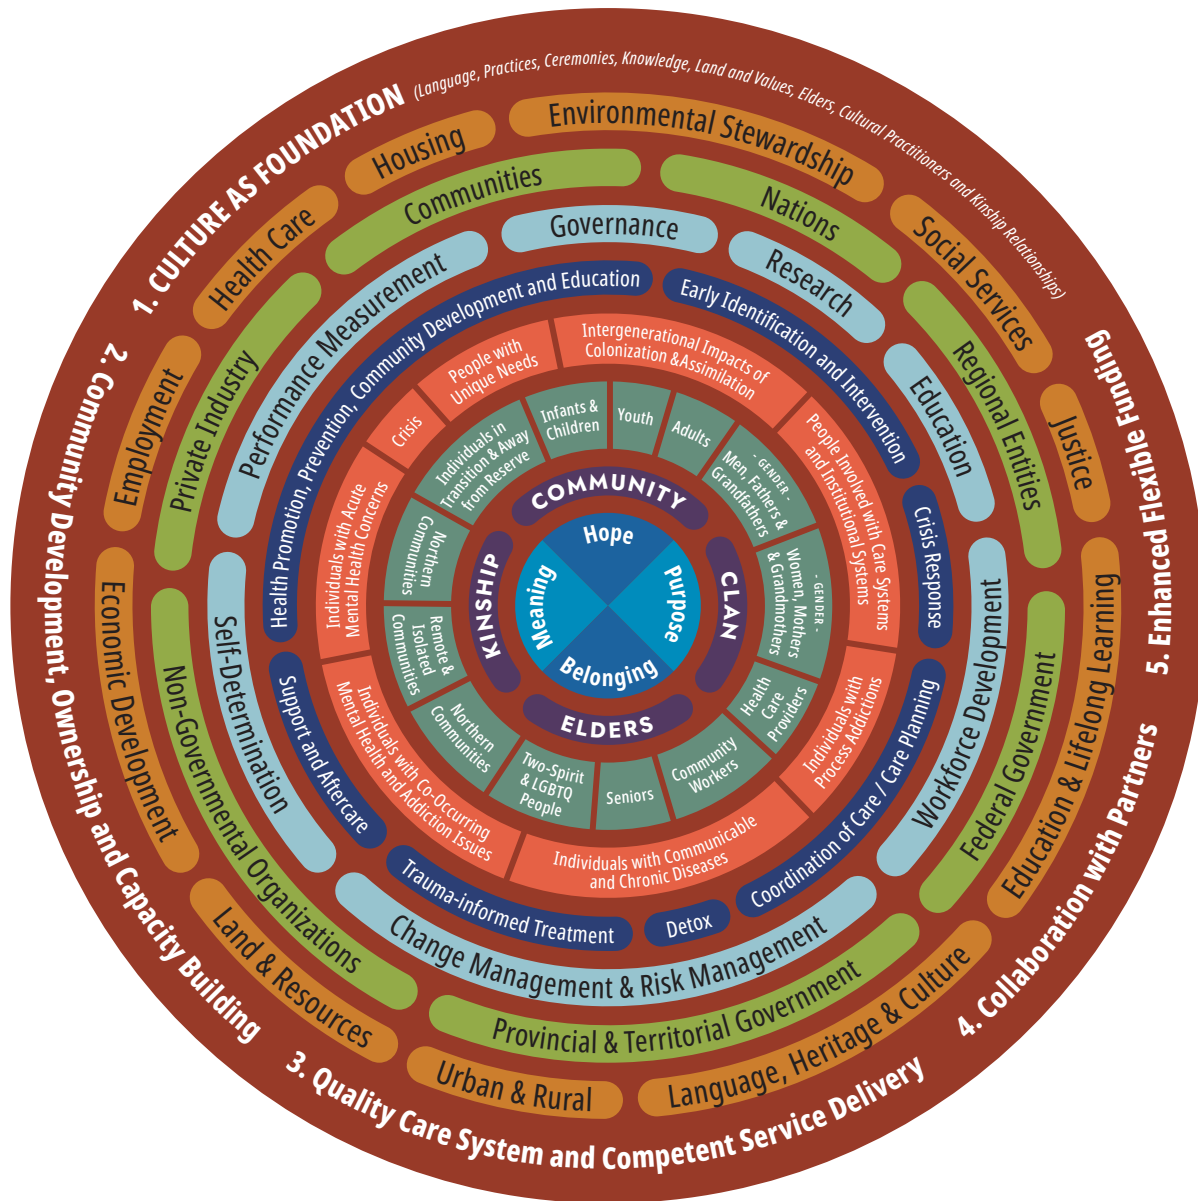 1. CULTURE AS FOUNDATION
(Language, Practices, Ceremonies, Knowledge, Land and Values, Elders, Cultural Practitioners and Kinship Relationships)
2. Community Development, Ownership and Capacity Building
3. Quality Care System and Competent Service Delivery
4. Collaboration with Partners
5. Enhanced Flexible Funding
Environmental Stewardship
Social Services
Justice
Education & Lifelong Learning
Language, Heritage & Culture
Urban & Rural
Land & Resources
Economic Development
Employment
Health Care
Housing
Communities
Nations
Regional Entities
Federal Government
Provincial & Territorial Government
Non-Governmental Organizations
Private Industry
Governance
Research
Education
Workforce Development
Change Management & Risk Management
Self-Determination
Performance Measurement
Health Promotion, Prevention, Community Development and Education
Early Identification and Intervention
Crisis Response
Coordination of Care / Care Planning
Detox
Trauma-informed Treatment
Support and Aftercare
Intergenerational Impacts of
Colonization &Assimilation
People Involved with Care Systems
and Institutional Systems
Individuals with
Process Addictions
Individuals with Communicable
and Chronic Diseases
Individuals with Co-Occurring
Mental Health and Addiction Issues
Individuals with Acute
Mental Health Concerns
Crisis
People with
Unique Needs
Infants &
Children
Youth
Adults
- GENDER -
Men, Fathers &
Grandfathers
- GENDER -
Women, Mothers
& Grandmothers
Health
Care
Providers
Community
Workers
Seniors
Two-Spirit
& LGBTQ
People
Northern
Communities
Remote &
Isolated
Communities
Northern
Communities
Individuals in
Transition & Away
from Reserve
COMMUNITY
CLAN
ELDERS
KINSHIP
Hope
Purpose
Belonging
Meaning